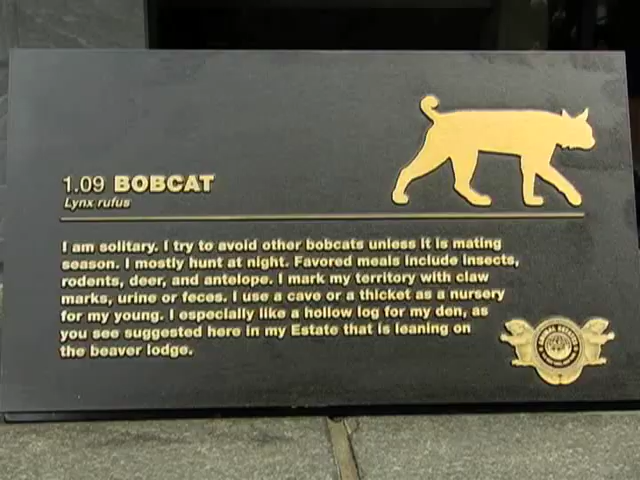 1.09 BOBCAT
Lynx rufus
I am solitary. I try to avoid other bobcats unless it is mating
season. I mostly hunt at night. Favored meals include insects,
rodents, deer, and antelope. I mark my territory with claw
marks, urine or feces. I use a cave or a thicket as a nursery
for my young. I especially like a hollow log for my den, as
you see suggested here in my Estate that is leaning on
the beaver lodge.